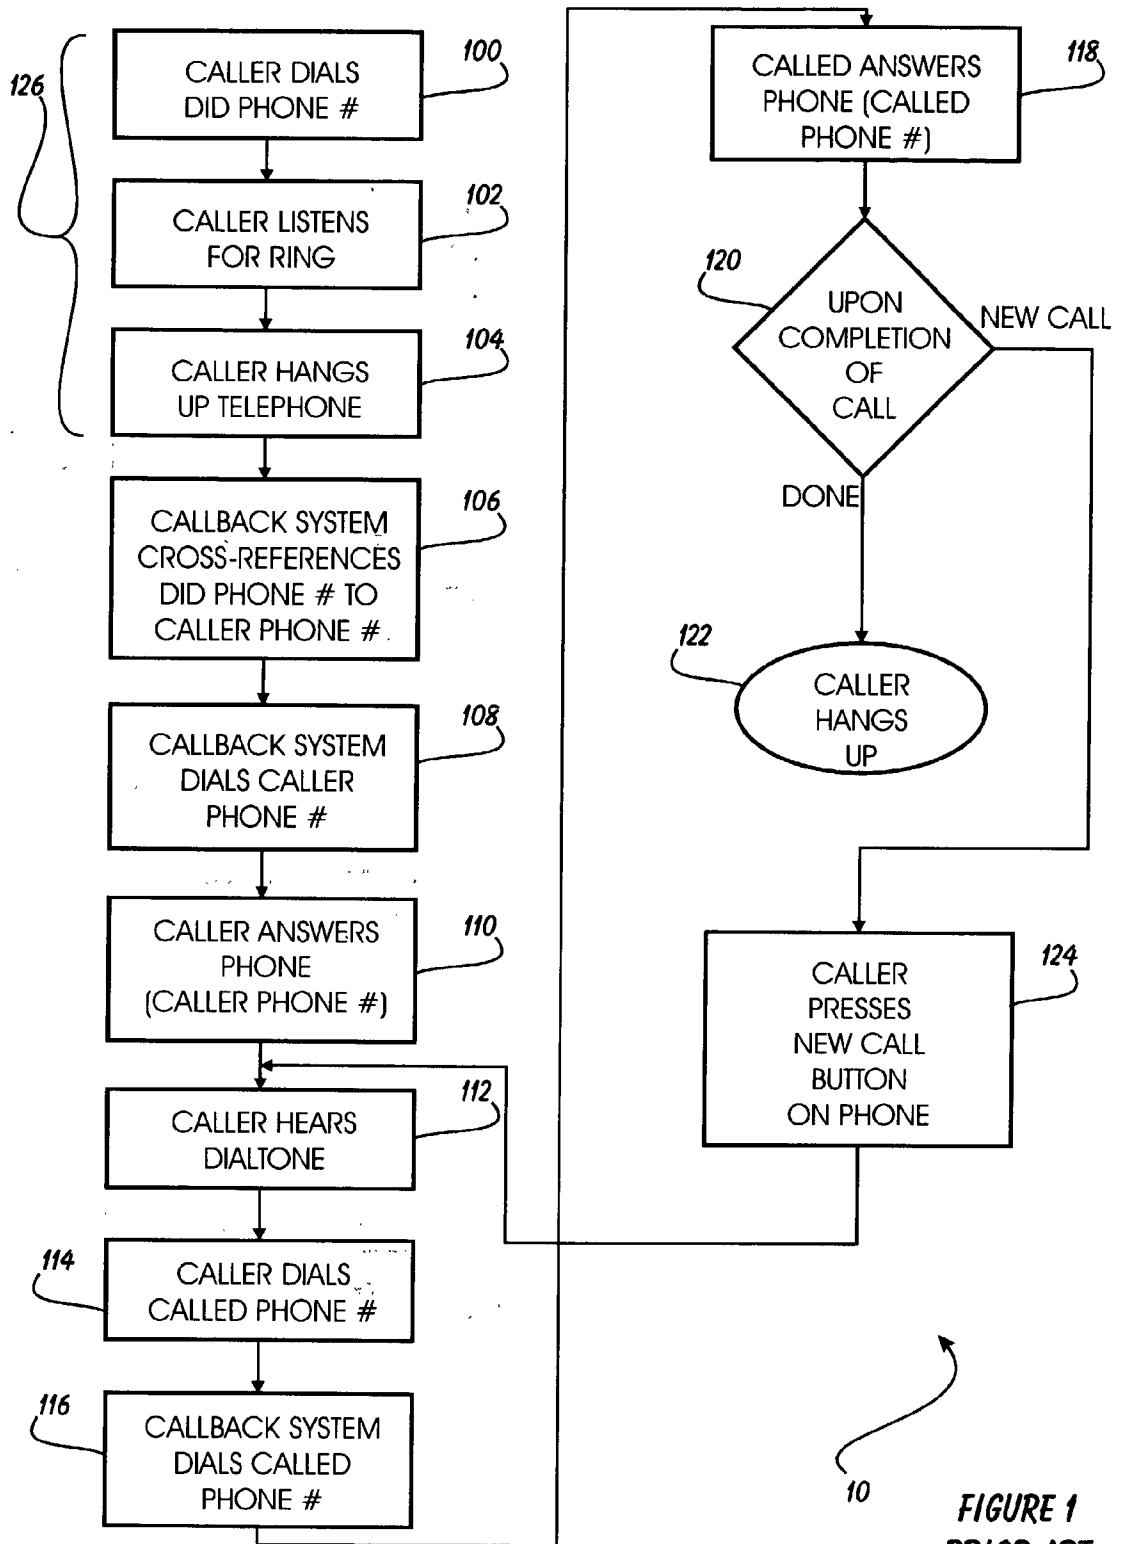 126
100
CALLER DIALS
DID PHONE #
102
CALLER LISTENS
FOR RING
104
CALLER HANGS
UP TELEPHONE
106
CALLBACK SYSTEM
CROSS-REFERENCES
DID PHONE # TO
CALLER PHONE #
108
CALLBACK SYSTEM
DIALS CALLER
PHONE #
110
CALLER ANSWERS
PHONE
(CALLER PHONE #)
112
CALLER HEARS
DIALTONE
114
CALLER DIALS
CALLED PHONE #
116
CALLBACK SYSTEM
DIALS CALLED
PHONE #
118
CALLED ANSWERS
PHONE (CALLED
PHONE #)
120
UPON
COMPLETION
OF
CALL
NEW CALL
DONE
122
CALLER
HANGS
UP
124
CALLER
PRESSES
NEW CALL
BUTTON
ON PHONE
10
FIGURE 1
PRIOR ART